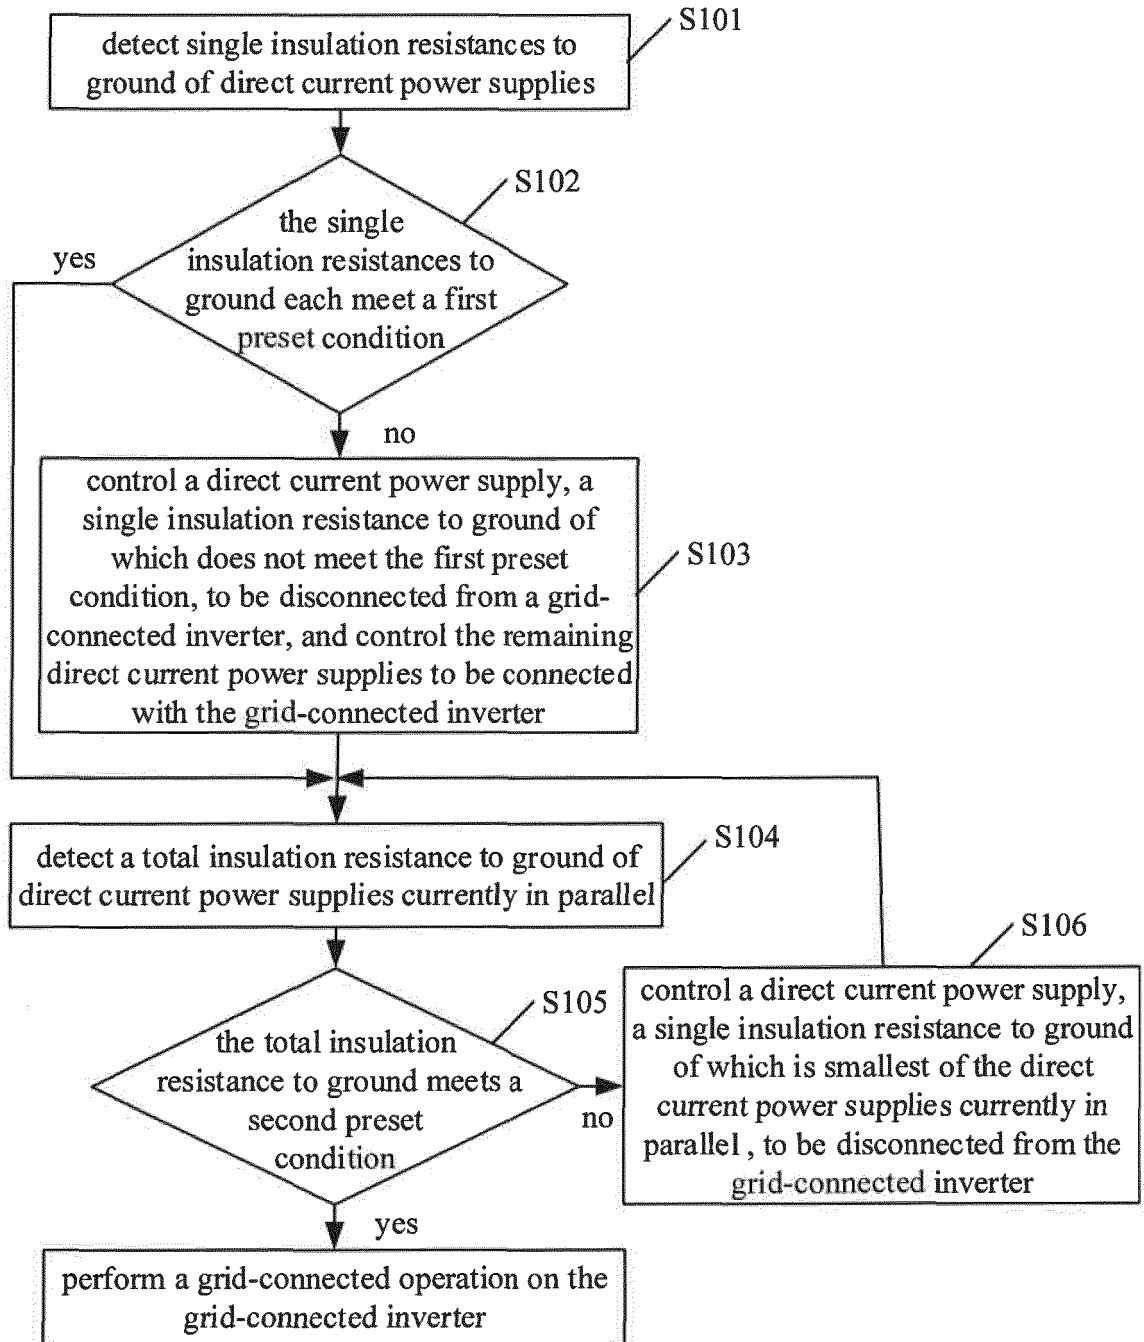 S101
detect single insulation resistances to
ground of direct current power supplies
S102
the single
insulation resistances to
ground each meet a first
preset condition
yes
no
control a direct current power supply, a
single insulation resistance to ground of
which does not meet the first preset
condition, to be disconnected from a grid-
connected inverter, and control the remaining
direct current power supplies to be connected
with the grid-connected inverter
S103
detect a total insulation resistance to ground of
direct current power supplies currently in parallel
S104
S105
the total insulation
resistance to ground meets a
second preset
condition
no
S106
control a direct current power supply,
a single insulation resistance to ground
of which is smallest of the direct
current power supplies currently in
parallel , to be disconnected from the
grid-connected inverter
yes
perform a grid-connected operation on the
grid-connected inverter